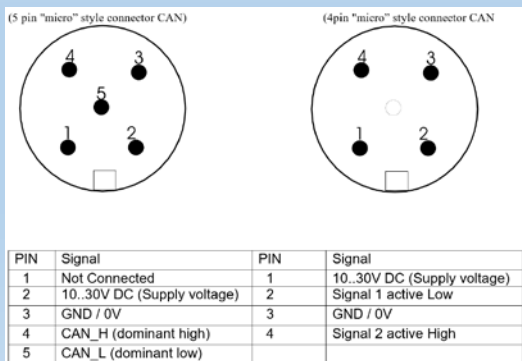 (5 pin "micro" style connector CAN)
(4pin "micro" style connector CAN
4 3
5
1 2
4 3
1 2
PIN Signal PIN Signal
1 Not Connected 1 10..30V DC (Supply voltage)
2 10..30V DC (Supply voltage) 2 Signal 1 active Low
3 GND / 0V 3 GND / 0V
4 CAN_H (dominant high) 4 Signal 2 active High
5 CAN_L (dominant low)